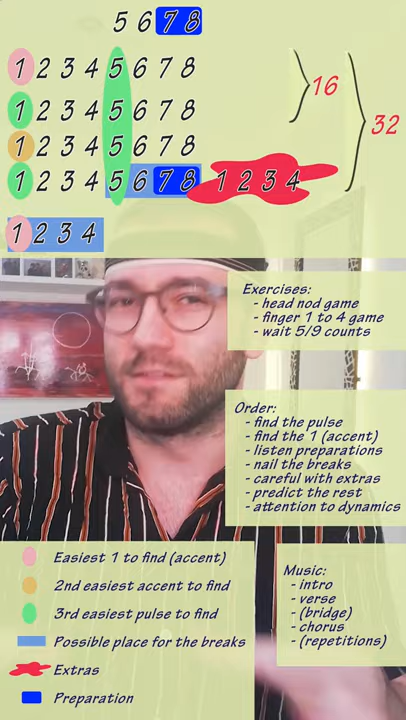 5 6 7 8
1 2 3 4 5 6 7 8
1 2 3 4 5 6 7 8
1 2 3 4 5 6 7 8
1 2 3 4 5 6 7 8 1 2 3 4
16
32
1 2 3 4
Exercises:
- head nod game
- finger 1 to 4 game
- wait 5/9 counts
Order:
- find the pulse
- find the 1 (accent)
- listen preparations
- nail the breaks
- careful with extras
- predict the rest
- attention to dynamics
Easiest 1 to find (accent)
2nd easiest accent to find
3rd easiest pulse to find
Possible place for the breaks
Extras
Preparation
Music:
- intro
- verse
- (bridge)
- chorus
- (repetitions)